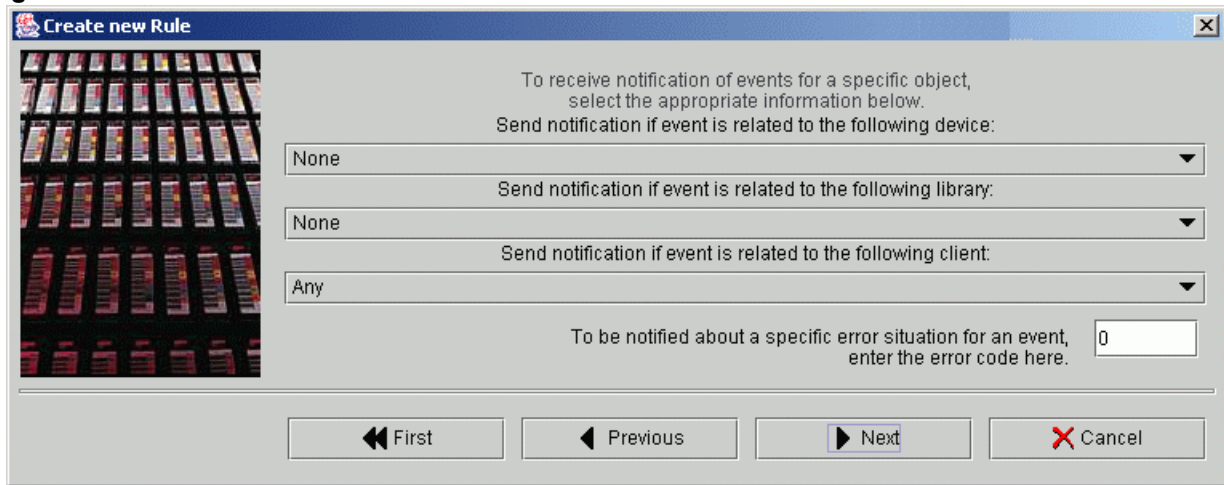 Create new Rule
To receive notification of events for a specific object,
select the appropriate information below.
Send notification if event is related to the following device:
None
Send notification if event is related to the following library:
None
Send notification if event is related to the following client:
Any
To be notified about a specific error situation for an event,
enter the error code here.
0
First
Previous
Next
Cancel